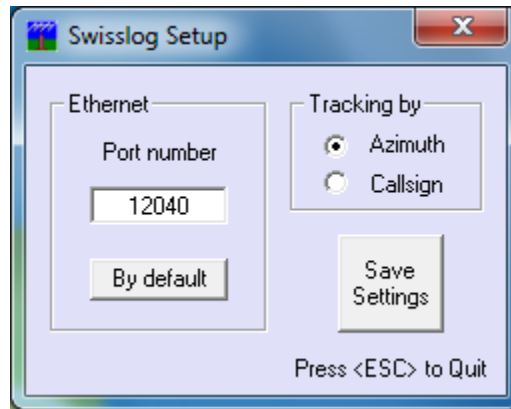 Swisslog Setup
Ethernet
Port number
12040
By default
Tracking by
Azimuth
Callsign
Save
Settings
Press <ESC> to Quit